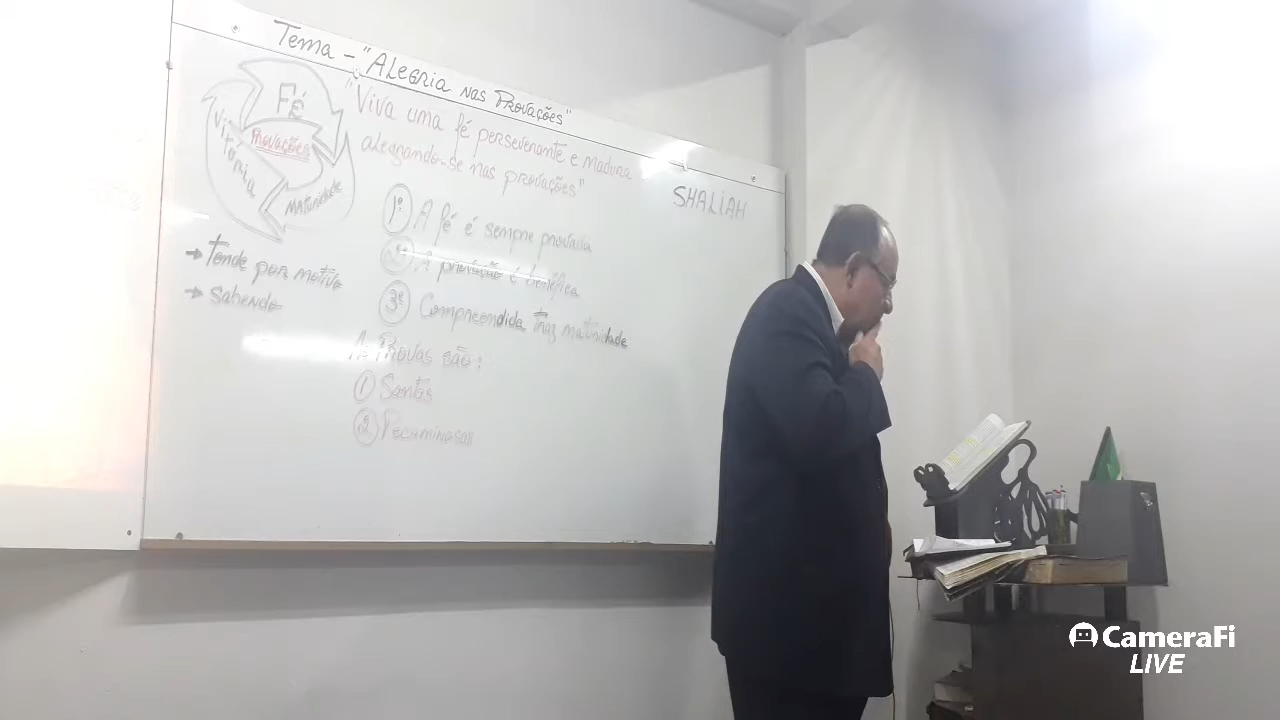 Tema - "Alegria nas Provações"
Fé
Provações
Vitória
Maturidade
"Viva uma fé perseverante e madura
alegrando-se nas provações"
SHALIAH
1º. A fé é sempre provada
2º A provação é benéfica
3º Compreendida traz maturidade
→ Tende por motivo
→ Sabendo
As Provas são:
① Santas
② Pecaminosas
CameraFi
LIVE